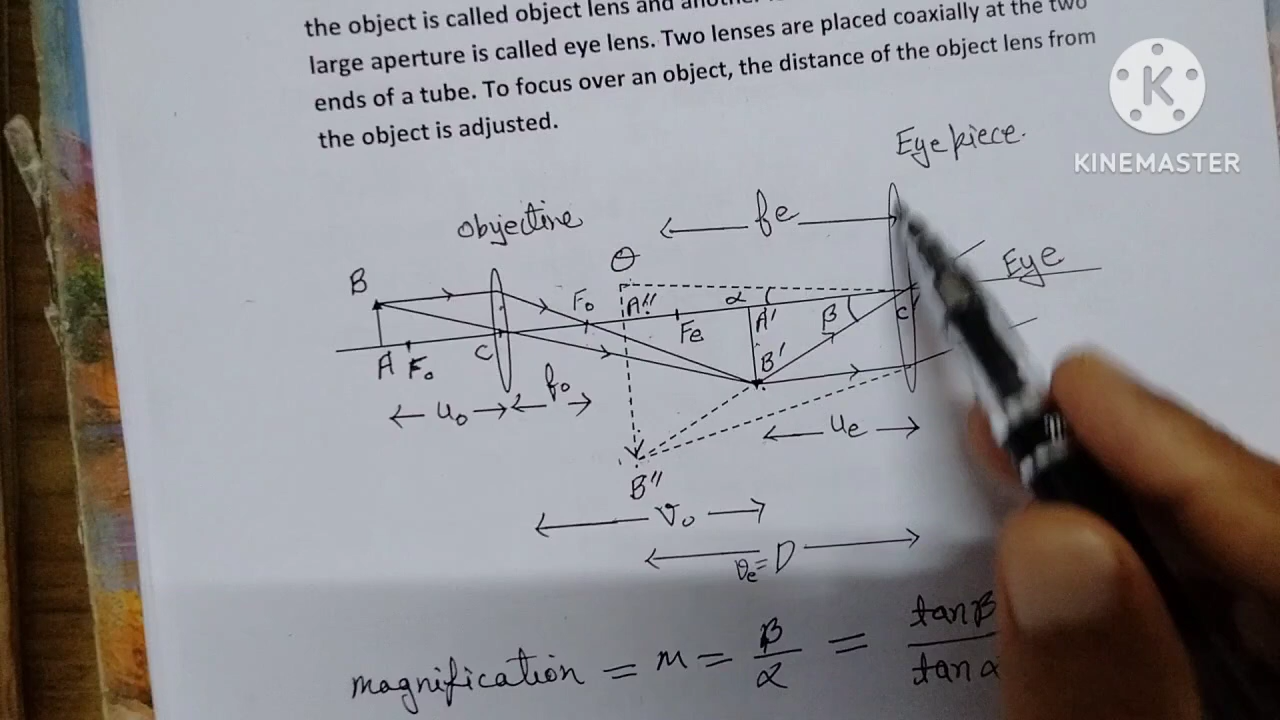 the object is called object lens and
large aperture is called eye lens. Two lenses are placed coaxially at the two
ends of a tube. To focus over an object, the distance of the object lens from
the object is adjusted.
K
KINEMASTER
Eyepiece.
Objective
fe
Θ
Eye
B
Fo
A''
α
A'
β
C
Fe
A
Fo
C
B'
uo
fo
ue
B''
vo
ve = D
magnification = m = β/α = tanβ/tanα